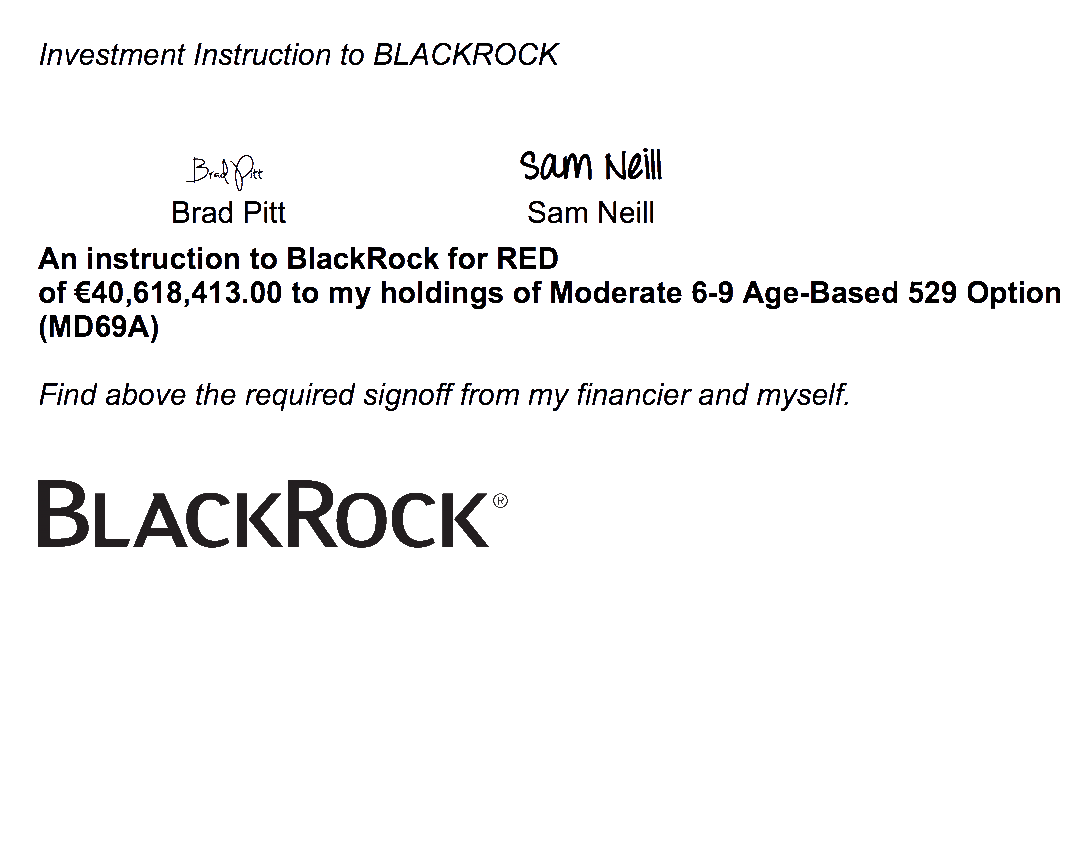 Investment Instruction to BLACKROCK
Brad Pitt Sam Neill
Brad Pitt Sam Neill
An instruction to BlackRock for RED
of €40,618,413.00 to my holdings of Moderate 6-9 Age-Based 529 Option
(MD69A)
Find above the required signoff from my financier and myself.
BLACKROCK®